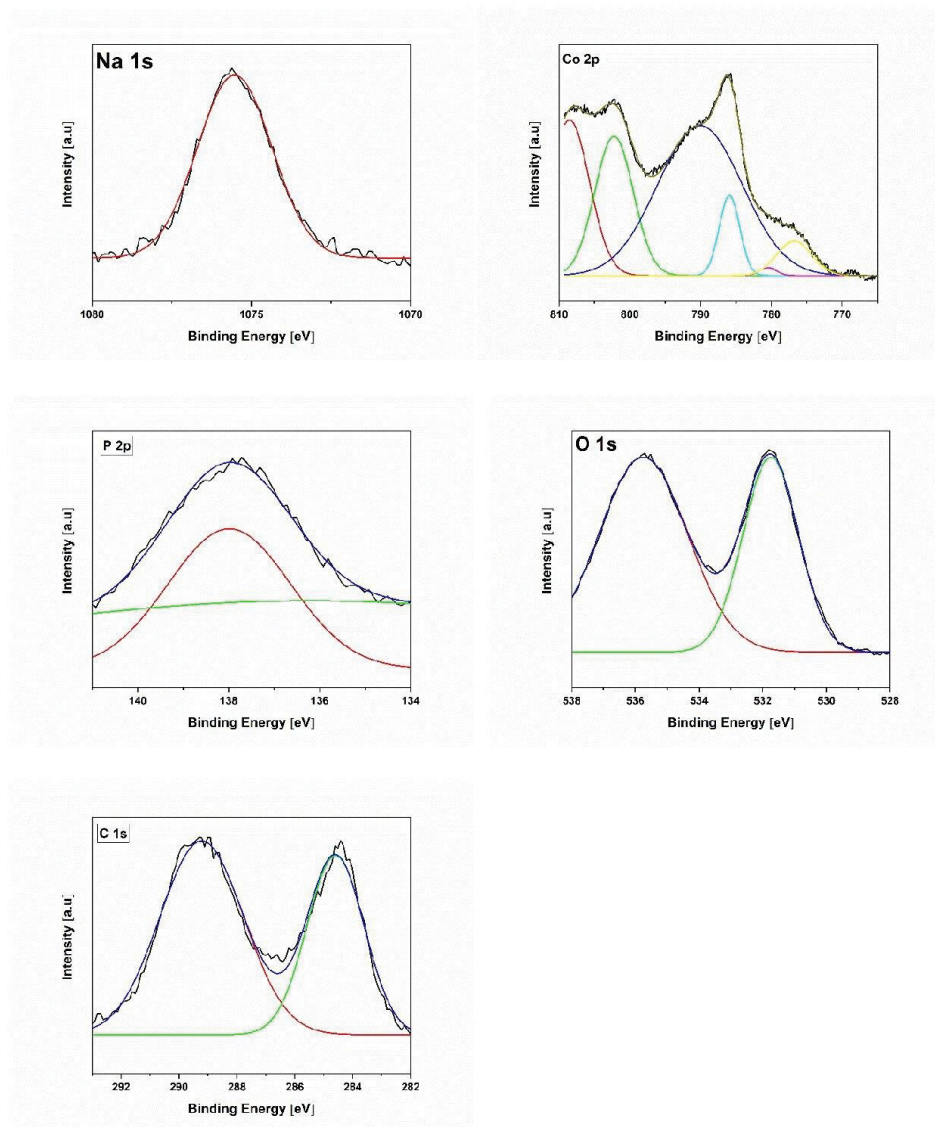 Na 1s
Intensity [a.u]
1080 1075 1070
Binding Energy [eV]
Co 2p
Intensity [a.u]
810 800 790 780 770
Binding Energy [eV]
P 2p
Intensity [a.u]
140 138 136 134
Binding Energy [eV]
O 1s
Intensity [a.u]
538 536 534 532 530 528
Binding Energy [eV]
C 1s
Intensity [a.u]
292 290 288 286 284 282
Binding Energy [eV]